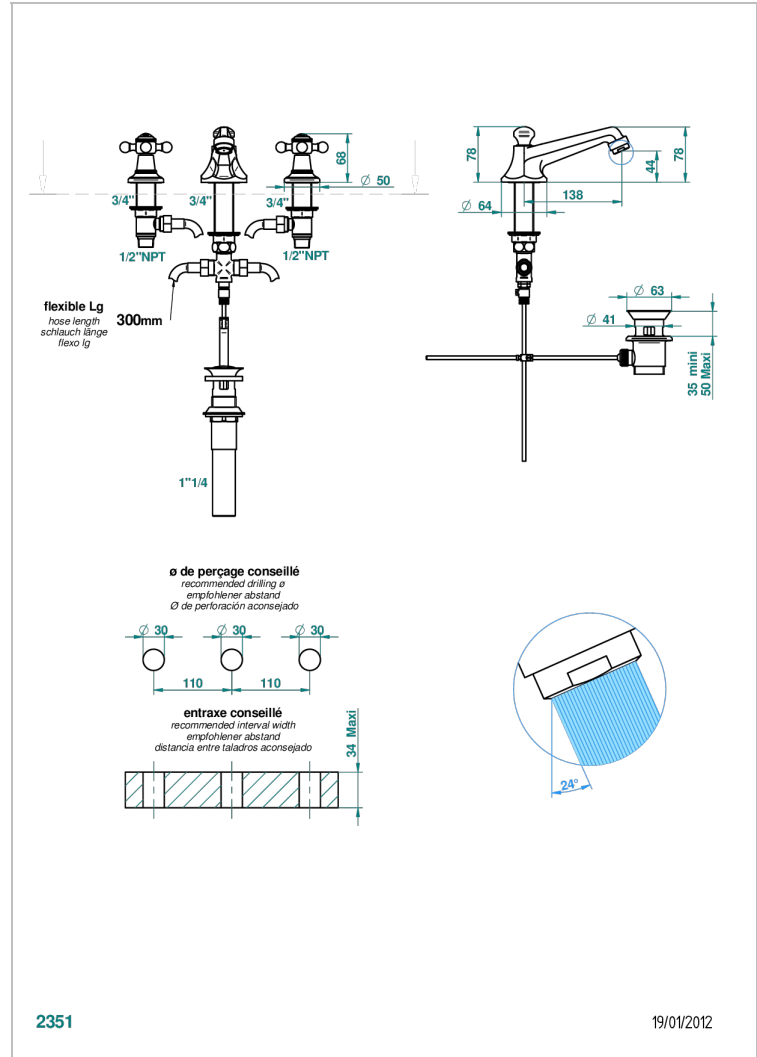 68
Ø 50
3/4"
3/4"
3/4"
1/2"NPT
1/2"NPT
flexible Lg
hose length
schlauch länge
flexo lg
300mm
1"1/4
78
78
44
138
Ø 64
Ø 63
Ø 41
35 mini
50 Maxi
ø de perçage conseillé
recommended drilling ø
empfohlener abstand
Ø de perforación aconsejado
Ø 30
Ø 30
Ø 30
110
110
entraxe conseillé
recommended interval width
empfohlener abstand
distancia entre taladros aconsejado
34 Maxi
24°
2351
19/01/2012